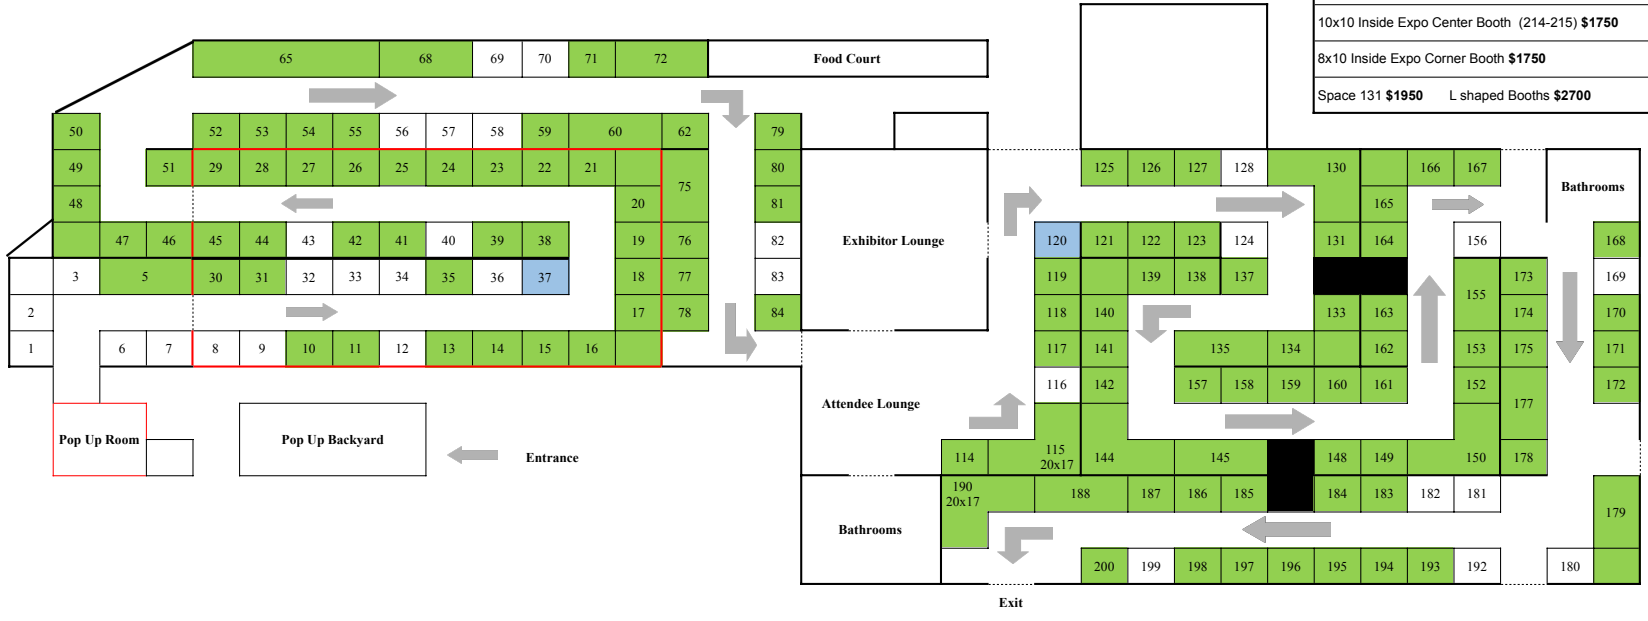 10x10 Inside Expo Center Booth (214-215) $1750
8x10 Inside Expo Corner Booth $1750
Space 131 $1950 L shaped Booths $2700
65 68 69 70 71 72 Food Court
50 52 53 54 55 56 57 58 59 60 62 79
49 51 29 28 27 26 25 24 23 22 21 75 80 125 126 127 128 130 166 167 Bathrooms
48 20 81 165
47 46 45 44 43 42 41 40 39 38 19 76 82 Exhibitor Lounge 120 121 122 123 124 131 164 156 168
3 5 30 31 32 33 34 35 36 37 18 77 83 119 139 138 137 155 173 169
2 17 78 84 118 140 133 163 174 170
1 6 7 8 9 10 11 12 13 14 15 16 117 141 135 134 162 153 175 171
116 142 157 158 159 160 161 152 177 172
Attendee Lounge
Pop Up Room Pop Up Backyard Entrance 114 115 144 145 148 149 150 178
20x17
190 188 187 186 185 184 183 182 181 179
20x17
Bathrooms
200 199 198 197 196 195 194 193 192 180
Exit